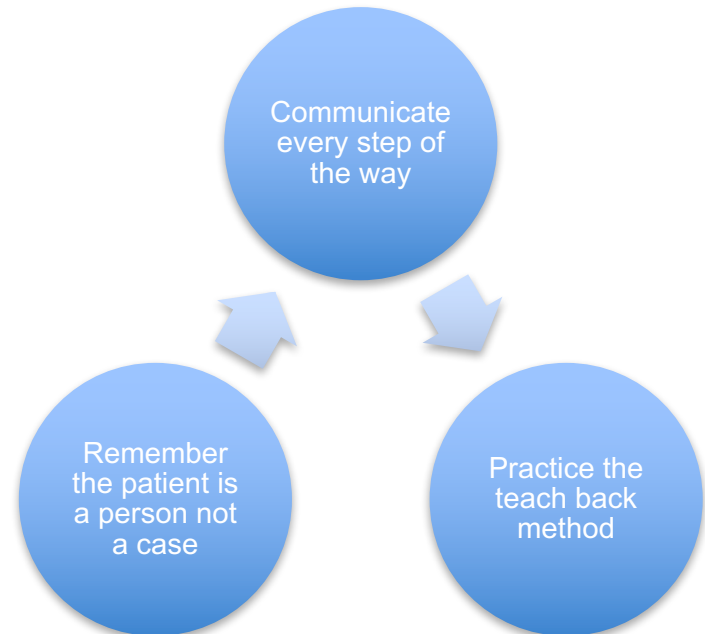 Communicate
every step of
the way
Remember
the patient is
a person not
a case
Practice the
teach back
method